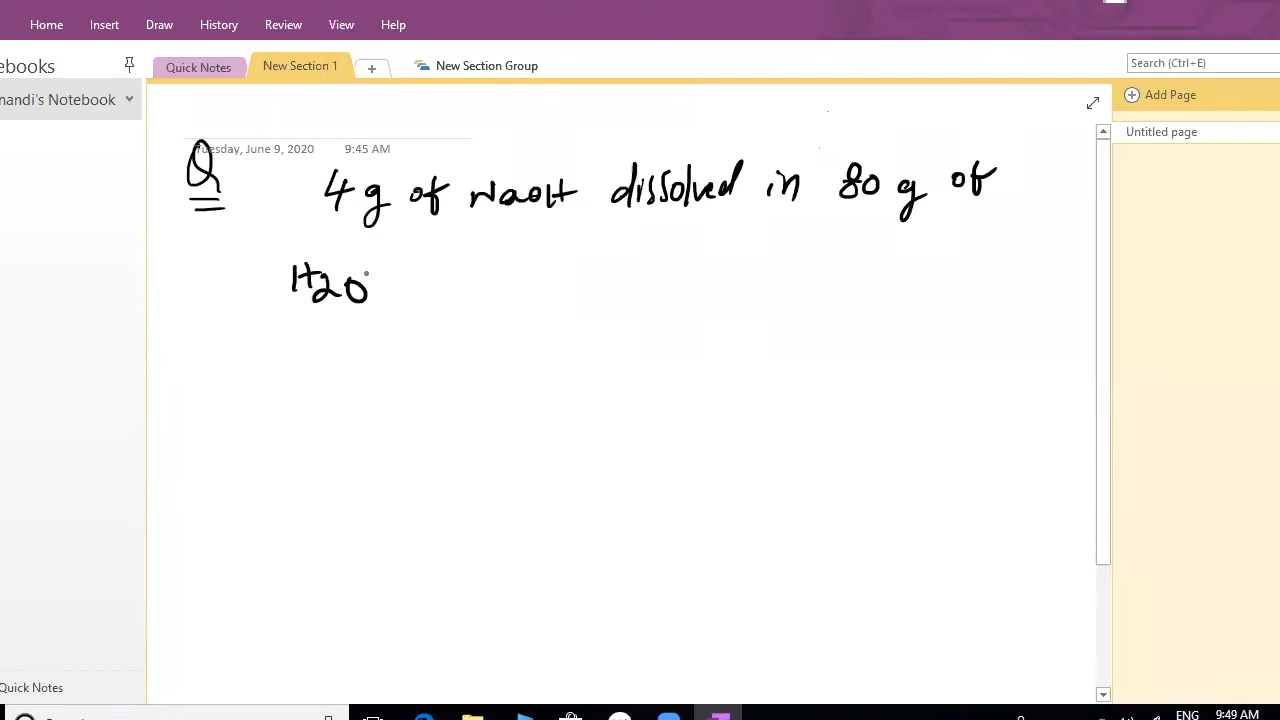 Home Insert Draw History Review View Help
ebooks Quick Notes New Section 1 + New Section Group Search (Ctrl+E)
nandi's Notebook Add Page
Untitled page
Tuesday, June 9, 2020 9:45 AM
Q 4 g of NaOH dissolved in 80 g of
H2O
Quick Notes
ENG 9:49 AM